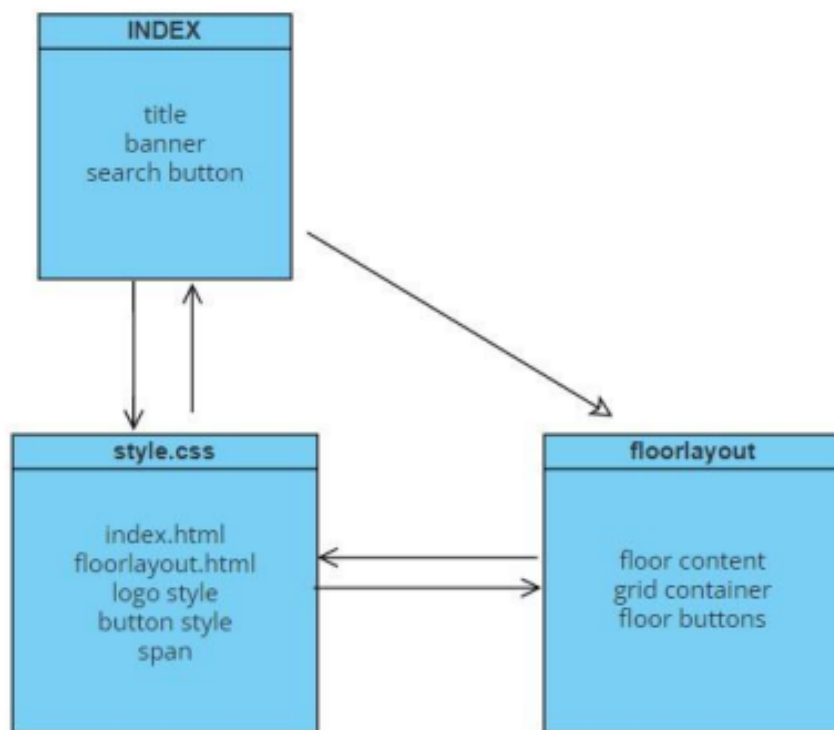 INDEX
title
banner
search button
style.css
index.html
floorlayout.html
logo style
button style
span
floorlayout
floor content
grid container
floor buttons